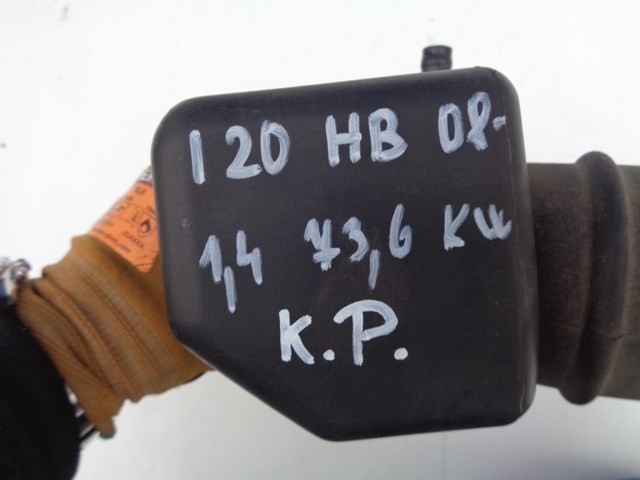 I 20 HB 08-
1,4 73,6 KW
K.P.